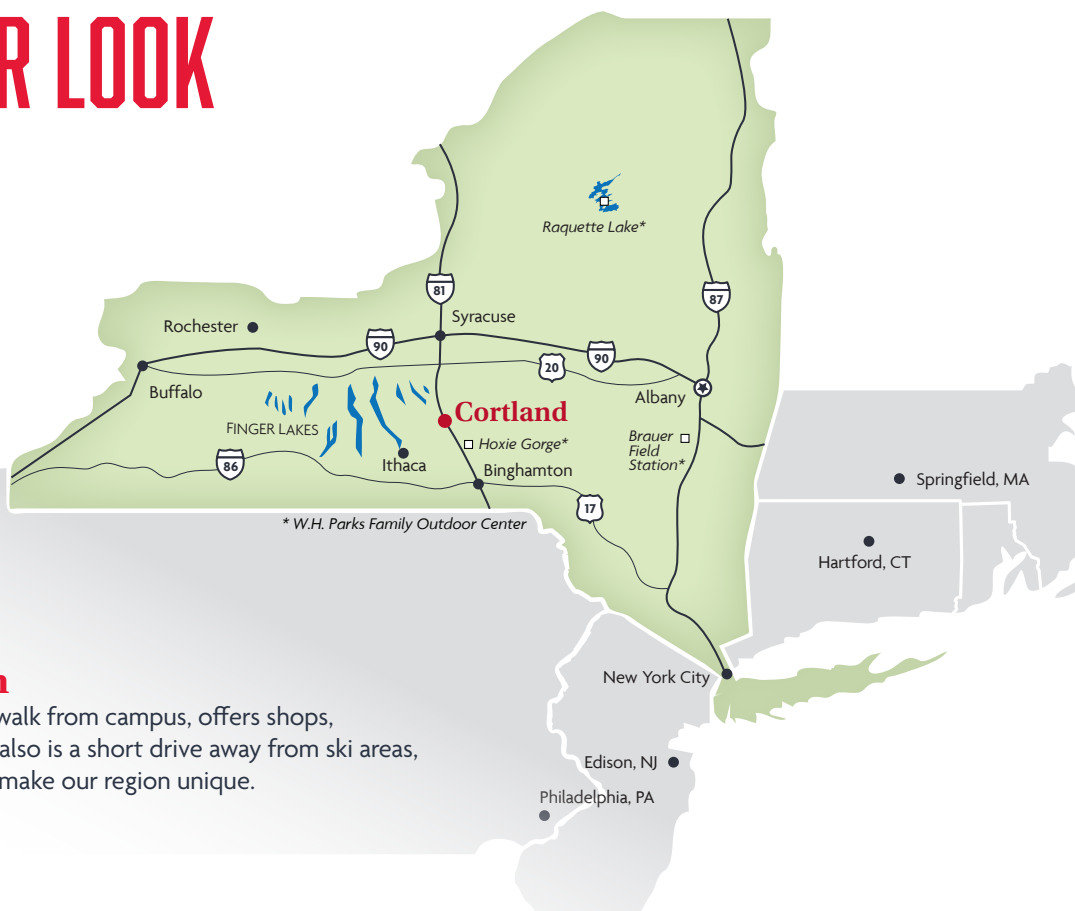 R LOOK
Raquette Lake*
81
87
Rochester
Syracuse
90
90
20
Buffalo
Albany
Cortland
FINGER LAKES
Hoxie Gorge*
Brauer
Field
Station*
Ithaca
86
Binghamton
Springfield, MA
17
* W.H. Parks Family Outdoor Center
Hartford, CT
New York City
n
walk from campus, offers shops,
also is a short drive away from ski areas,
make our region unique.
Edison, NJ
Philadelphia, PA